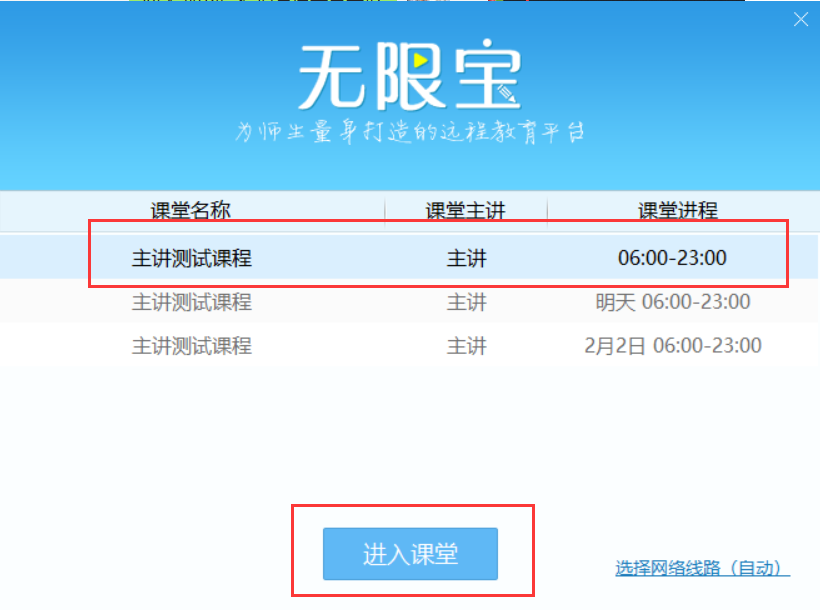 无限宝
为师生量身打造的远程教育平台
课堂名称 课堂主讲 课堂进程
主讲测试课程 主讲 06:00-23:00
主讲测试课程 主讲 明天 06:00-23:00
主讲测试课程 主讲 2月2日 06:00-23:00
进入课堂
选择网络线路（自动）